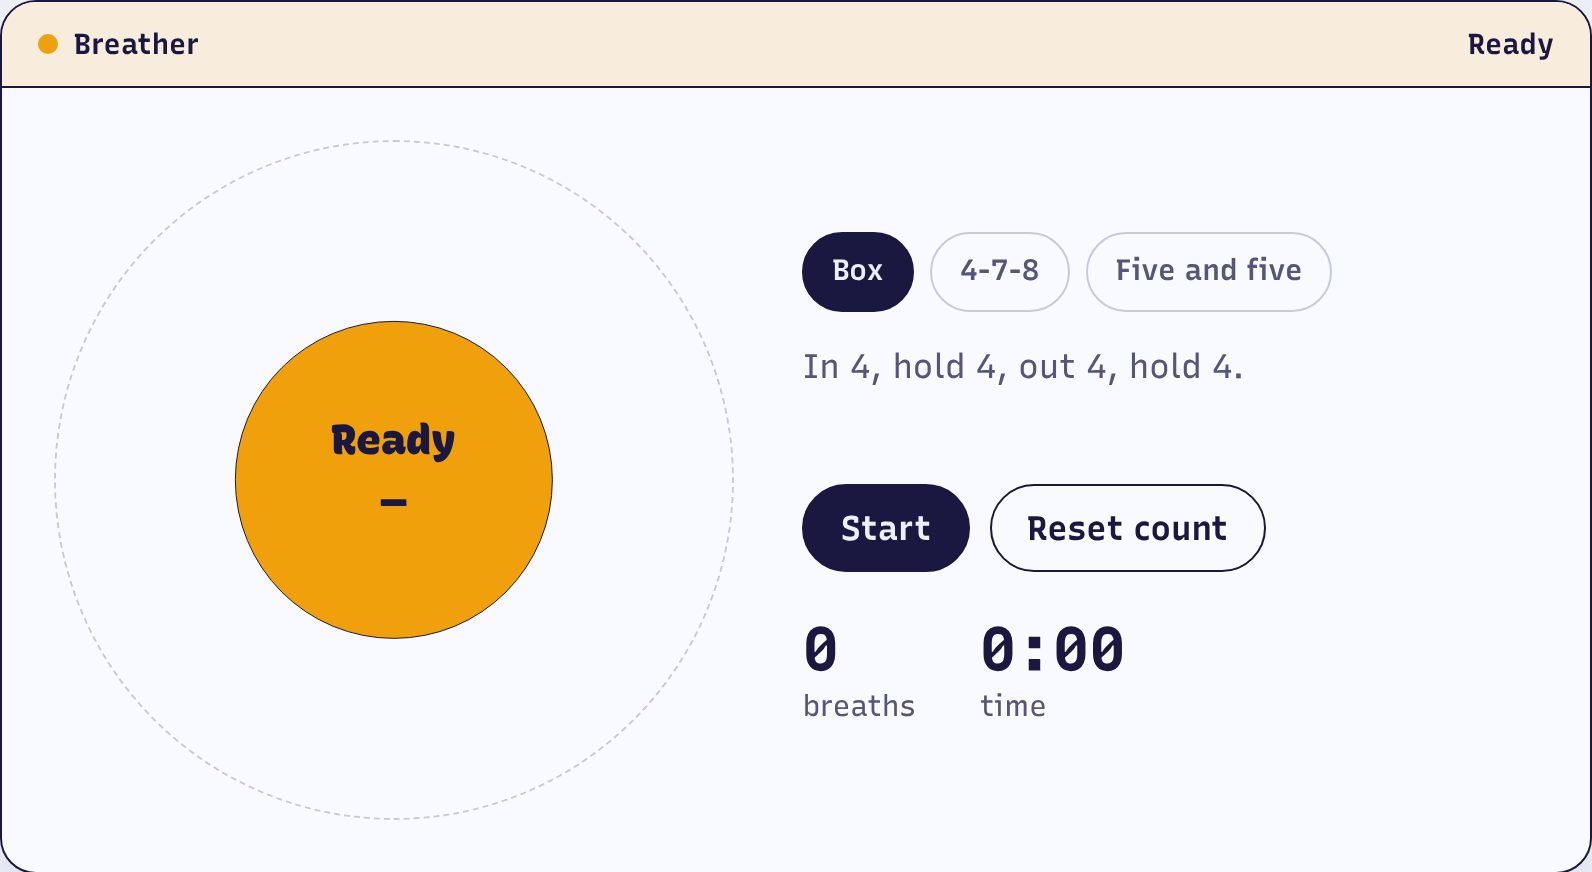 Breather
Ready
Ready
–
Box
4-7-8
Five and five
In 4, hold 4, out 4, hold 4.
Start
Reset count
0
0:00
breaths
time